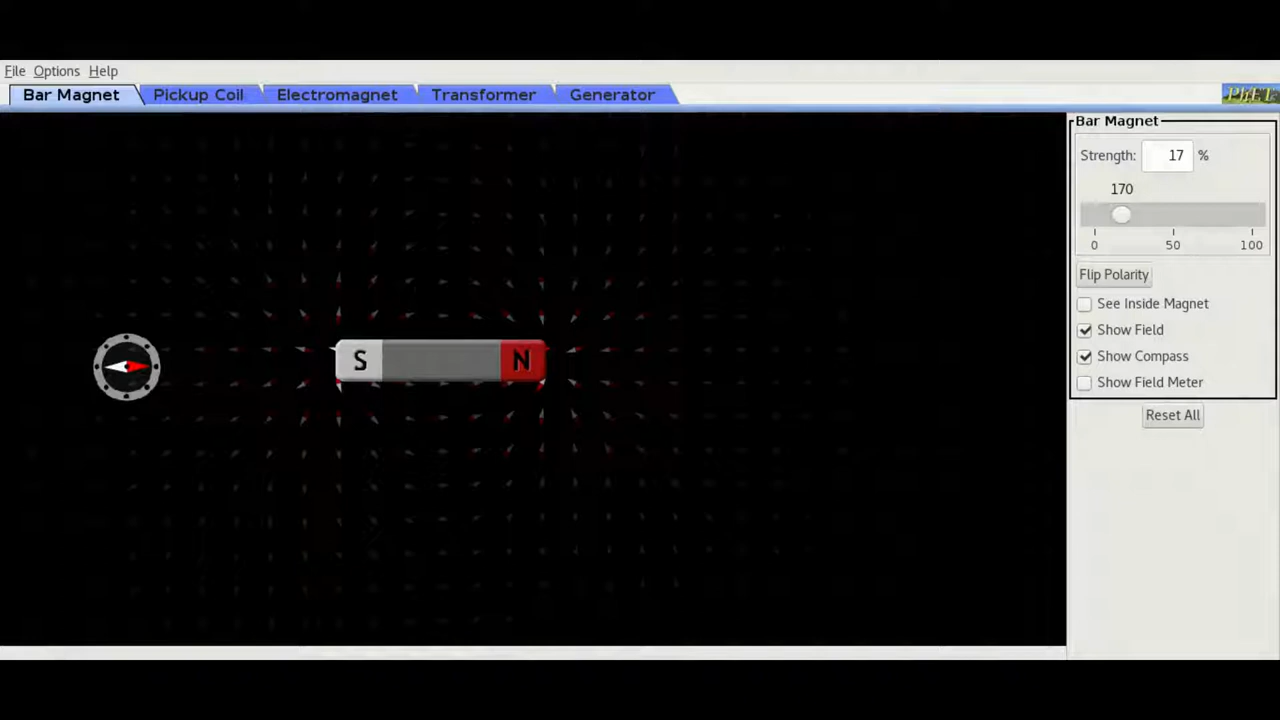 File Options Help
Bar Magnet Pickup Coil Electromagnet Transformer Generator
PhET
Bar Magnet
Strength: 17 %
170
0 50 100
Flip Polarity
See Inside Magnet
Show Field
Show Compass
Show Field Meter
Reset All
S N